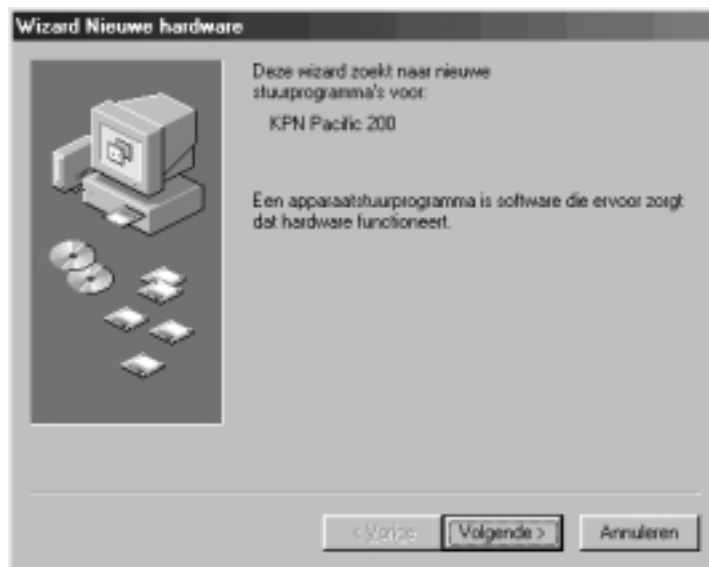 Wizard Nieuwe hardware
Deze wizard zoekt naar nieuwe
stuurprogramma's voor:
KPN Pacific 200
Een apparaatstuurprogramma is software die ervoor zorgt
dat hardware functioneert.
< Vorige
Volgende >
Annuleren